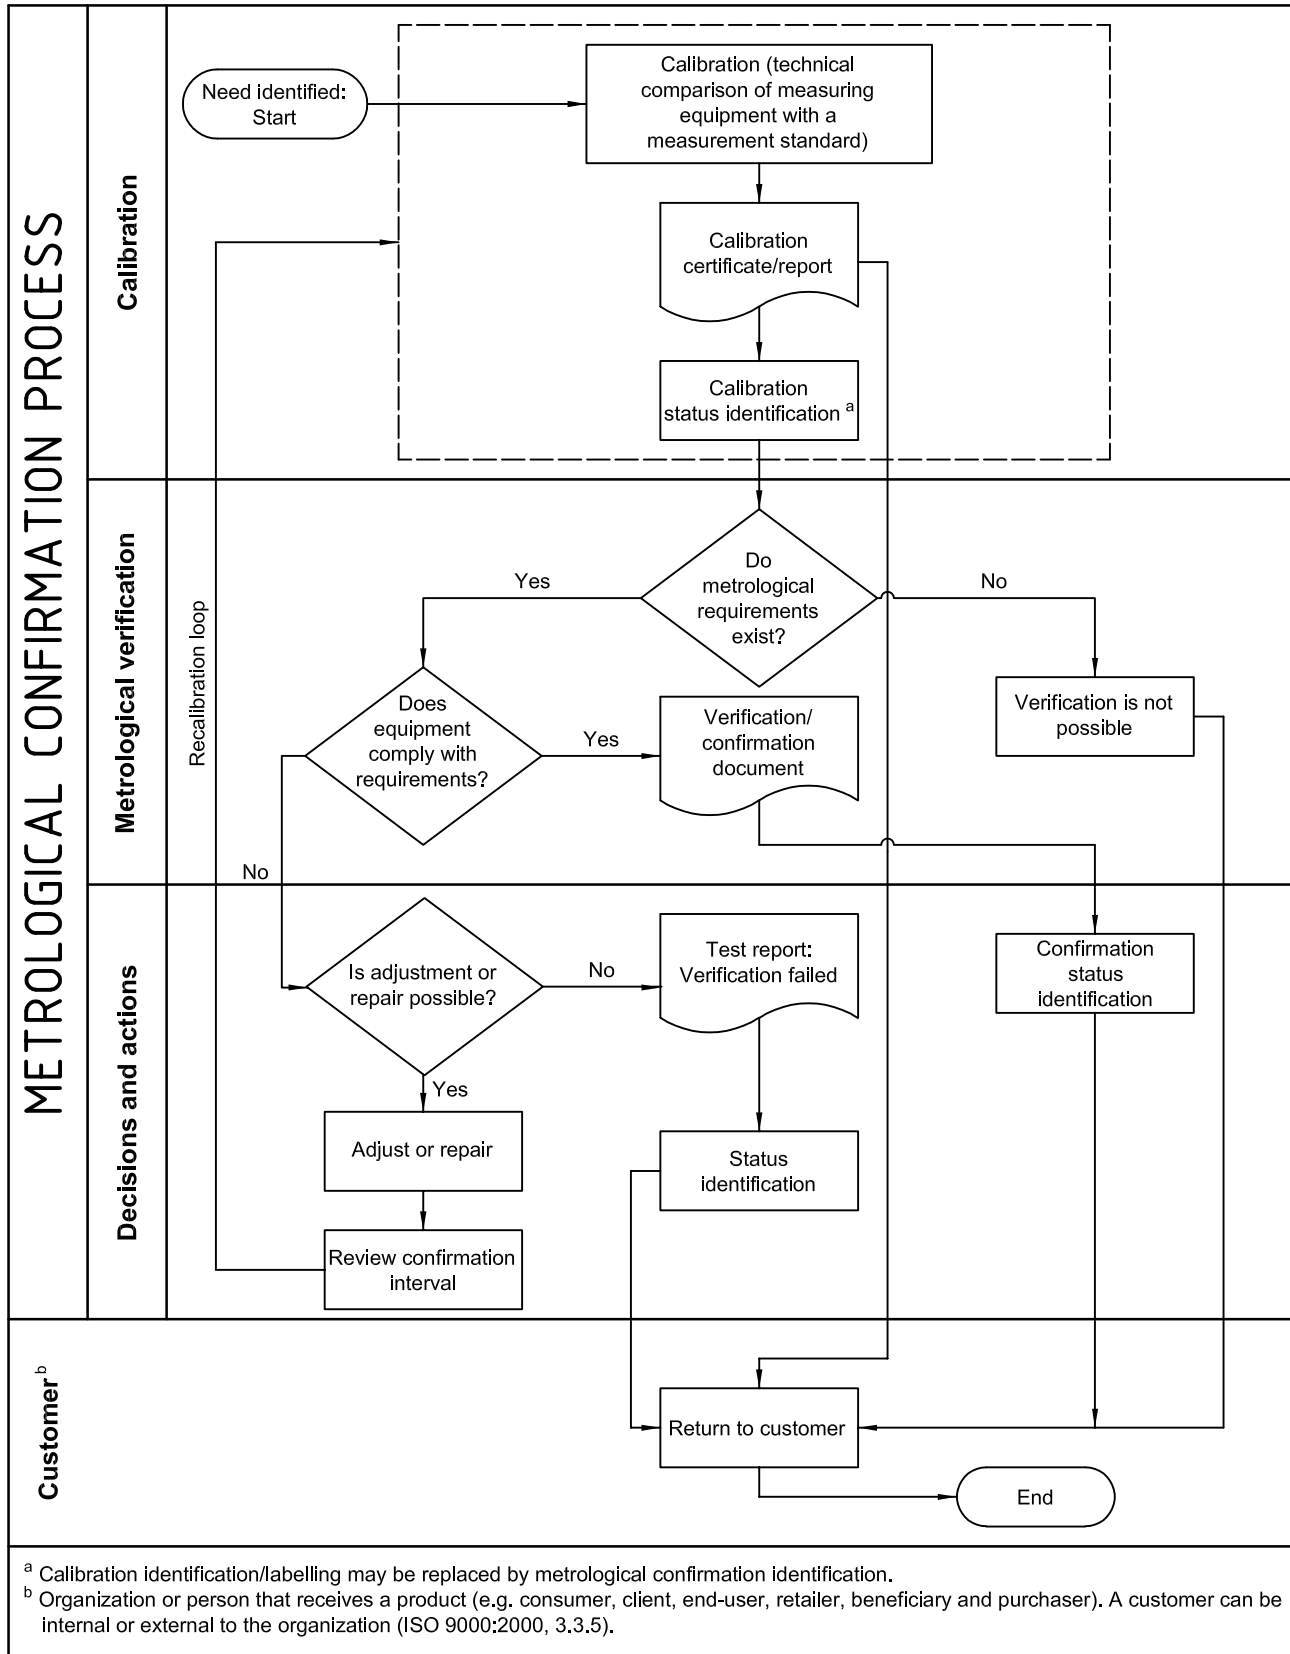 METROLOGICAL CONFIRMATION PROCESS
Calibration
Need identified:
Start
Calibration (technical
comparison of measuring
equipment with a
measurement standard)
Calibration
certificate/report
Calibration
status identification a
Metrological verification
Recalibration loop
Do
metrological
requirements
exist?
Yes
No
Does
equipment
comply with
requirements?
Yes
Verification/
confirmation
document
Verification is not
possible
No
Decisions and actions
Is adjustment or
repair possible?
No
Test report:
Verification failed
Confirmation
status
identification
Yes
Adjust or repair
Status
identification
Review confirmation
interval
Customer b
Return to customer
End
a Calibration identification/labelling may be replaced by metrological confirmation identification.
b Organization or person that receives a product (e.g. consumer, client, end-user, retailer, beneficiary and purchaser). A customer can be
internal or external to the organization (ISO 9000:2000, 3.3.5).